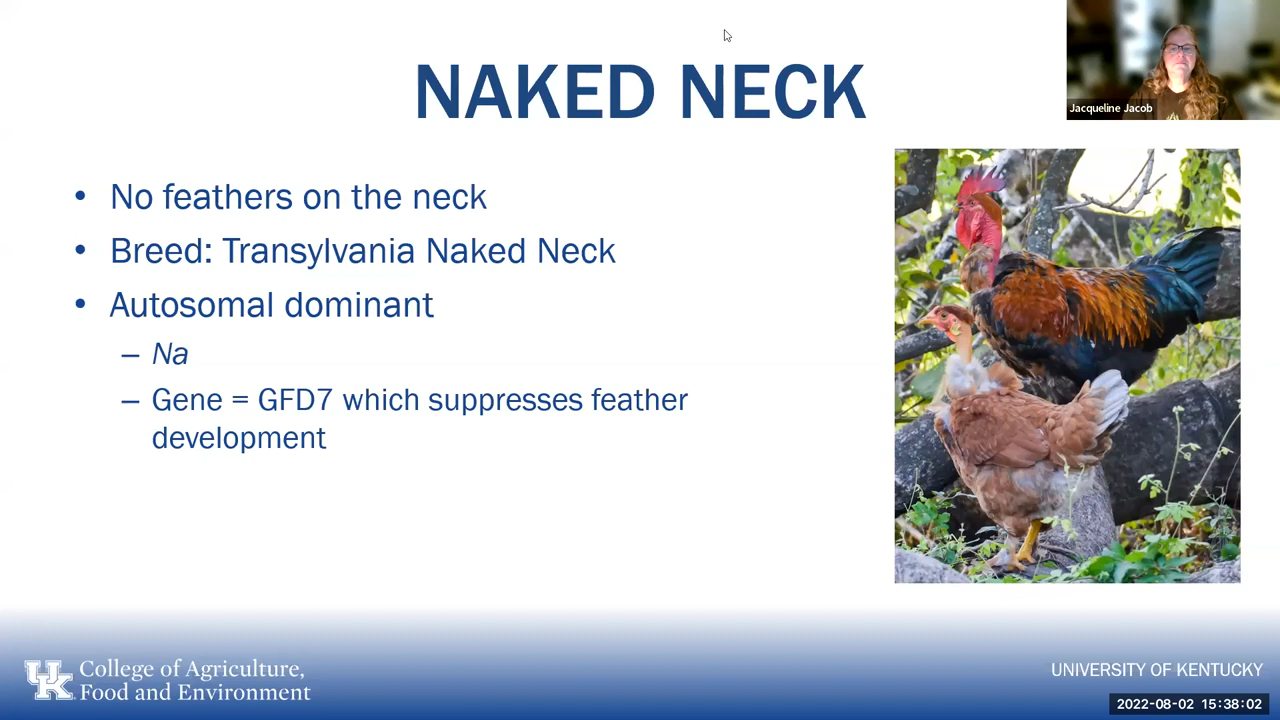 NAKED NECK
Jacqueline Jacob
• No feathers on the neck
• Breed: Transylvania Naked Neck
• Autosomal dominant
– Na
– Gene = GFD7 which suppresses feather
development
UK
College of Agriculture,
Food and Environment
UNIVERSITY OF KENTUCKY
2022-08-02 15:38:02